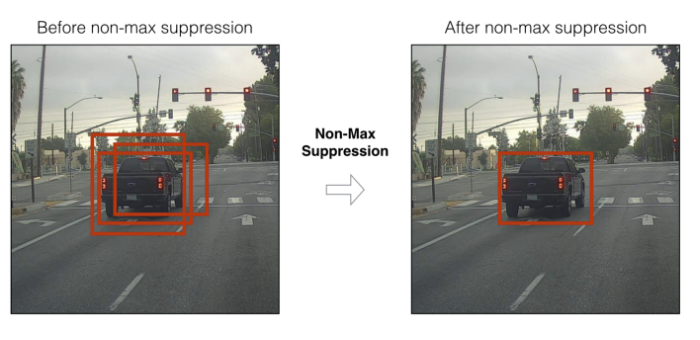 Before non-max suppression
After non-max suppression
Non-Max
Suppression